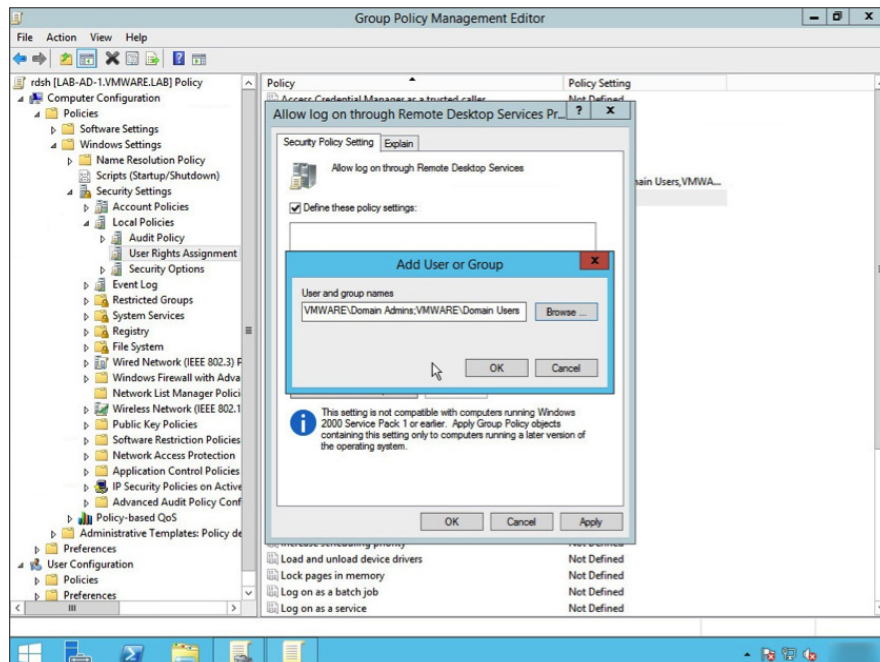 Group Policy Management Editor
File Action View Help
rdsh [LAB-AD-1.VMWARE.LAB] Policy
Computer Configuration
Policies
Software Settings
Windows Settings
Name Resolution Policy
Scripts (Startup/Shutdown)
Security Settings
Account Policies
Local Policies
Audit Policy
User Rights Assignment
Security Options
Event Log
Restricted Groups
System Services
Registry
File System
Wired Network (IEEE 802.3) P
Windows Firewall with Adva
Network List Manager Polici
Wireless Network (IEEE 802.1
Public Key Policies
Software Restriction Policies
Network Access Protection
Application Control Policies
IP Security Policies on Active
Advanced Audit Policy Conf
Policy-based QoS
Administrative Templates: Policy de
Preferences
User Configuration
Policies
Preferences
Policy Policy Setting
Access Credential Manager as a trusted caller Not Defined
main Users,VMWA...
Allow log on through Remote Desktop Services Pr... ? x
Security Policy Setting Explain
Allow log on through Remote Desktop Services
Define these policy settings:
Add User or Group
User and group names
VMWARE\Domain Admins;VMWARE\Domain Users Browse ...
OK Cancel
This setting is not compatible with computers running Windows
2000 Service Pack 1 or earlier. Apply Group Policy objects
containing this setting only to computers running a later version of
the operating system.
OK Cancel Apply
Increase scheduling priority Not Defined
Load and unload device drivers Not Defined
Lock pages in memory Not Defined
Log on as a batch job Not Defined
Log on as a service Not Defined